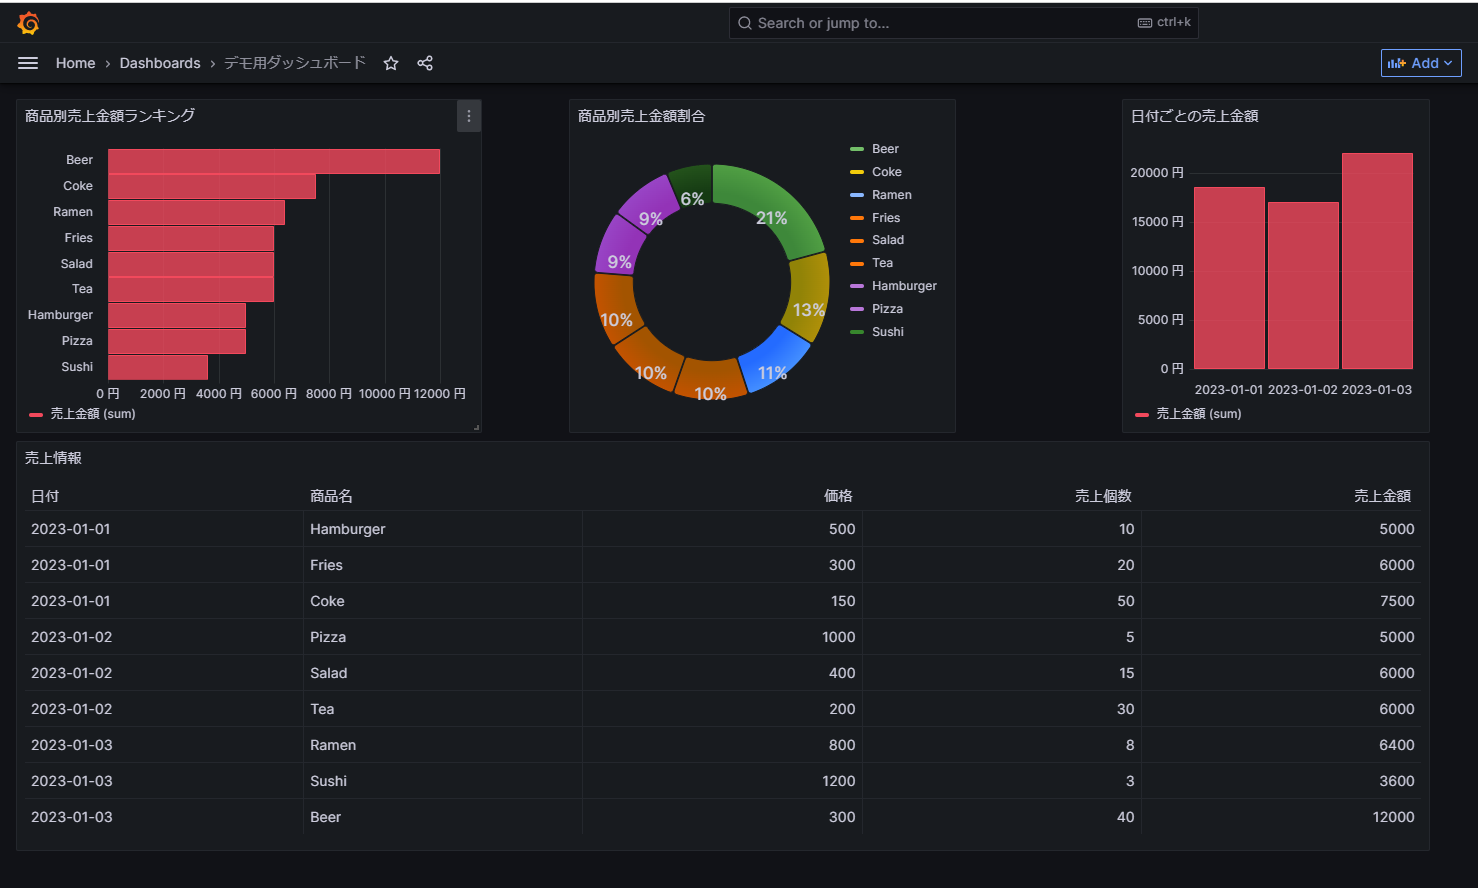 Search or jump to...
ctrl+k
Home › Dashboards › デモ用ダッシュボード
Add
商品別売上金額ランキング
Beer
Coke
Ramen
Fries
Salad
Tea
Hamburger
Pizza
Sushi
0 円 2000 円 4000 円 6000 円 8000 円 10000 円 12000 円
売上金額 (sum)
商品別売上金額割合
21%
13%
11%
10%
10%
10%
9%
9%
6%
Beer
Coke
Ramen
Fries
Salad
Tea
Hamburger
Pizza
Sushi
日付ごとの売上金額
20000 円
15000 円
10000 円
5000 円
0 円
2023-01-01 2023-01-02 2023-01-03
売上金額 (sum)
売上情報
日付 商品名 価格 売上個数 売上金額
2023-01-01 Hamburger 500 10 5000
2023-01-01 Fries 300 20 6000
2023-01-01 Coke 150 50 7500
2023-01-02 Pizza 1000 5 5000
2023-01-02 Salad 400 15 6000
2023-01-02 Tea 200 30 6000
2023-01-03 Ramen 800 8 6400
2023-01-03 Sushi 1200 3 3600
2023-01-03 Beer 300 40 12000